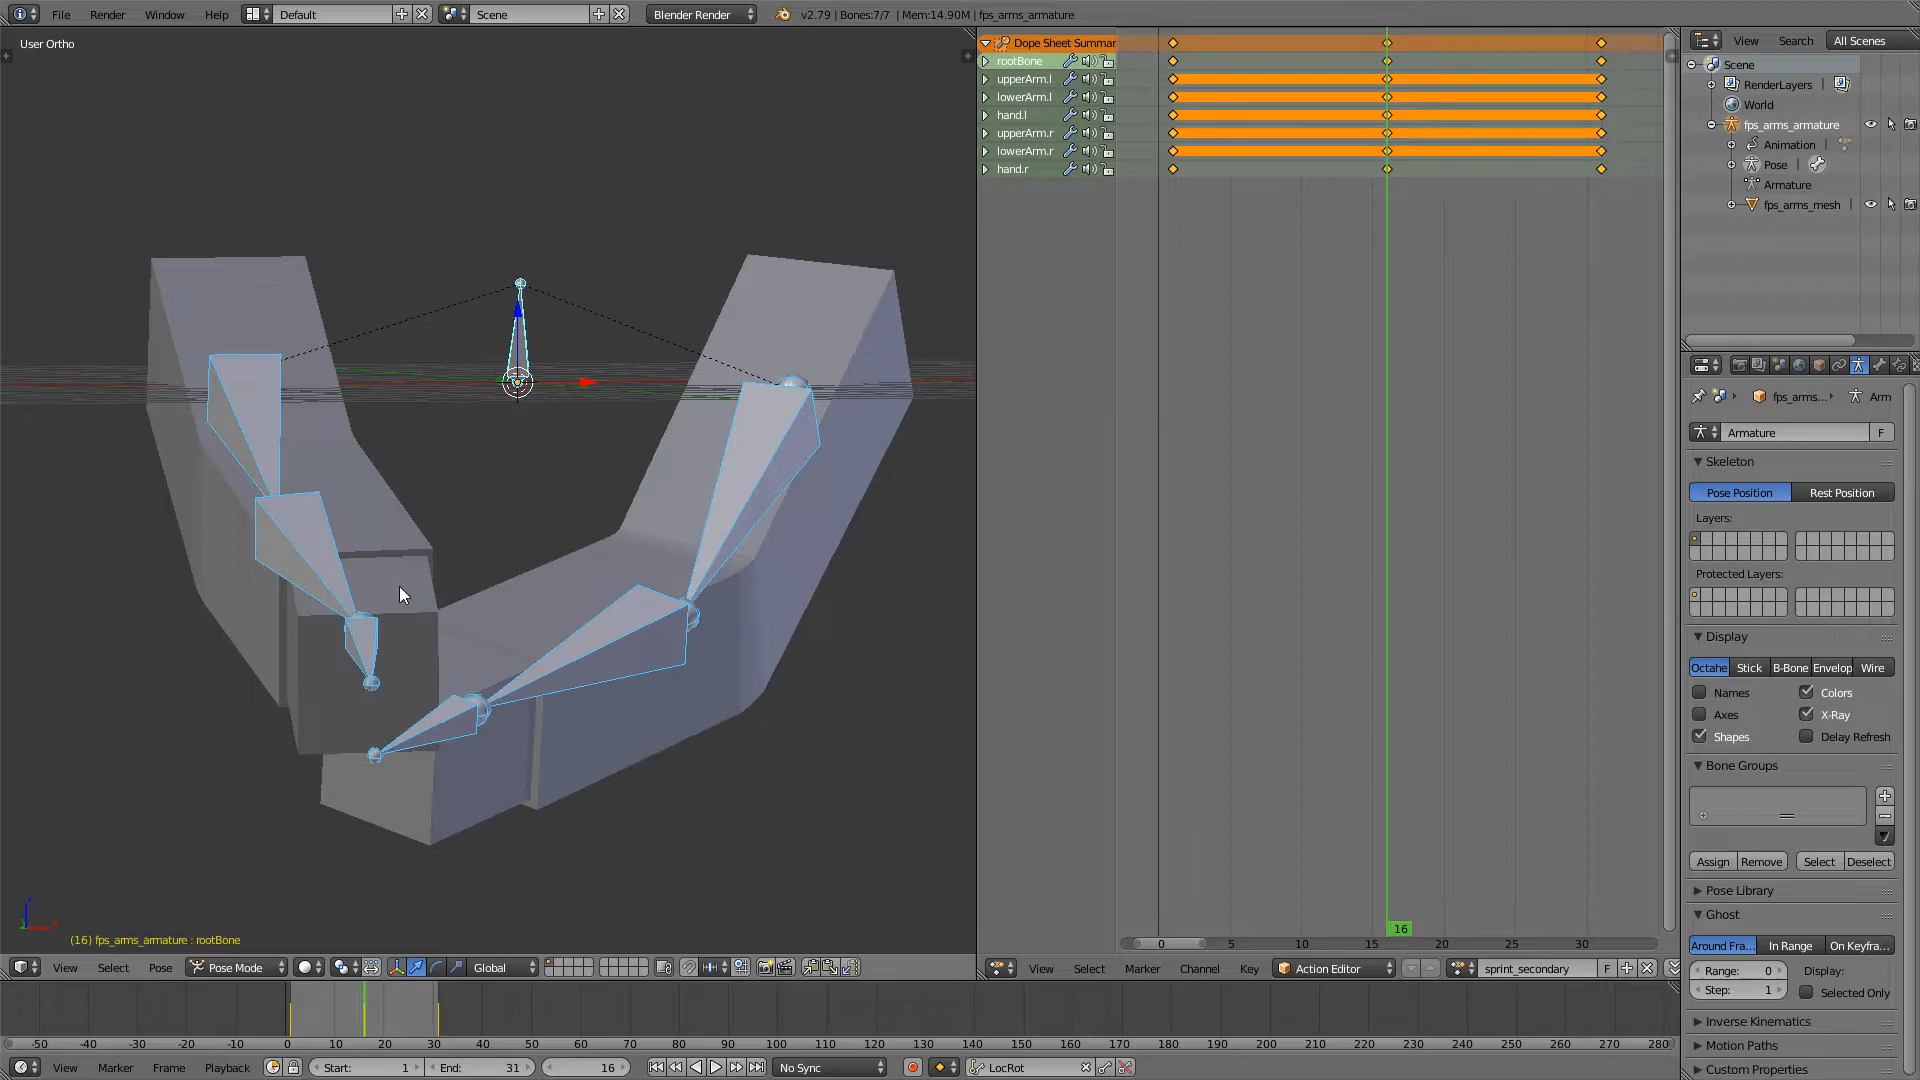 File Render Window Help Default Scene Blender Render v2.79 | Bones:7/7 | Mem:14.90M | fps_arms_armature
User Ortho
(16) fps_arms_armature : rootBone
View Select Pose Pose Mode Global
Dope Sheet Summar
rootBone
upperArm.l
lowerArm.l
hand.l
upperArm.r
lowerArm.r
hand.r
16
0 5 10 15 20 25 30
View Select Marker Channel Key Action Editor sprint_secondary F
View Search All Scenes
Scene
RenderLayers
World
fps_arms_armature
Animation
Pose
Armature
fps_arms_mesh
fps_arms... Arm
Armature F
Skeleton
Pose Position Rest Position
Layers:
Protected Layers:
Display
Octahe Stick B-Bone Envelop Wire
Names Colors
Axes X-Ray
Shapes Delay Refresh
Bone Groups
Assign Remove Select Deselect
Pose Library
Ghost
Around Fra... In Range On Keyfra...
Range: 0 Display:
Step: 1 Selected Only
Inverse Kinematics
Motion Paths
Custom Properties
-50 -40 -30 -20 -10 0 10 20 30 40 50 60 70 80 90 100 110 120 130 140 150 160 170 180 190 200 210 220 230 240 250 260 270 280
View Marker Frame Playback Start: 1 End: 31 16 No Sync LocRot